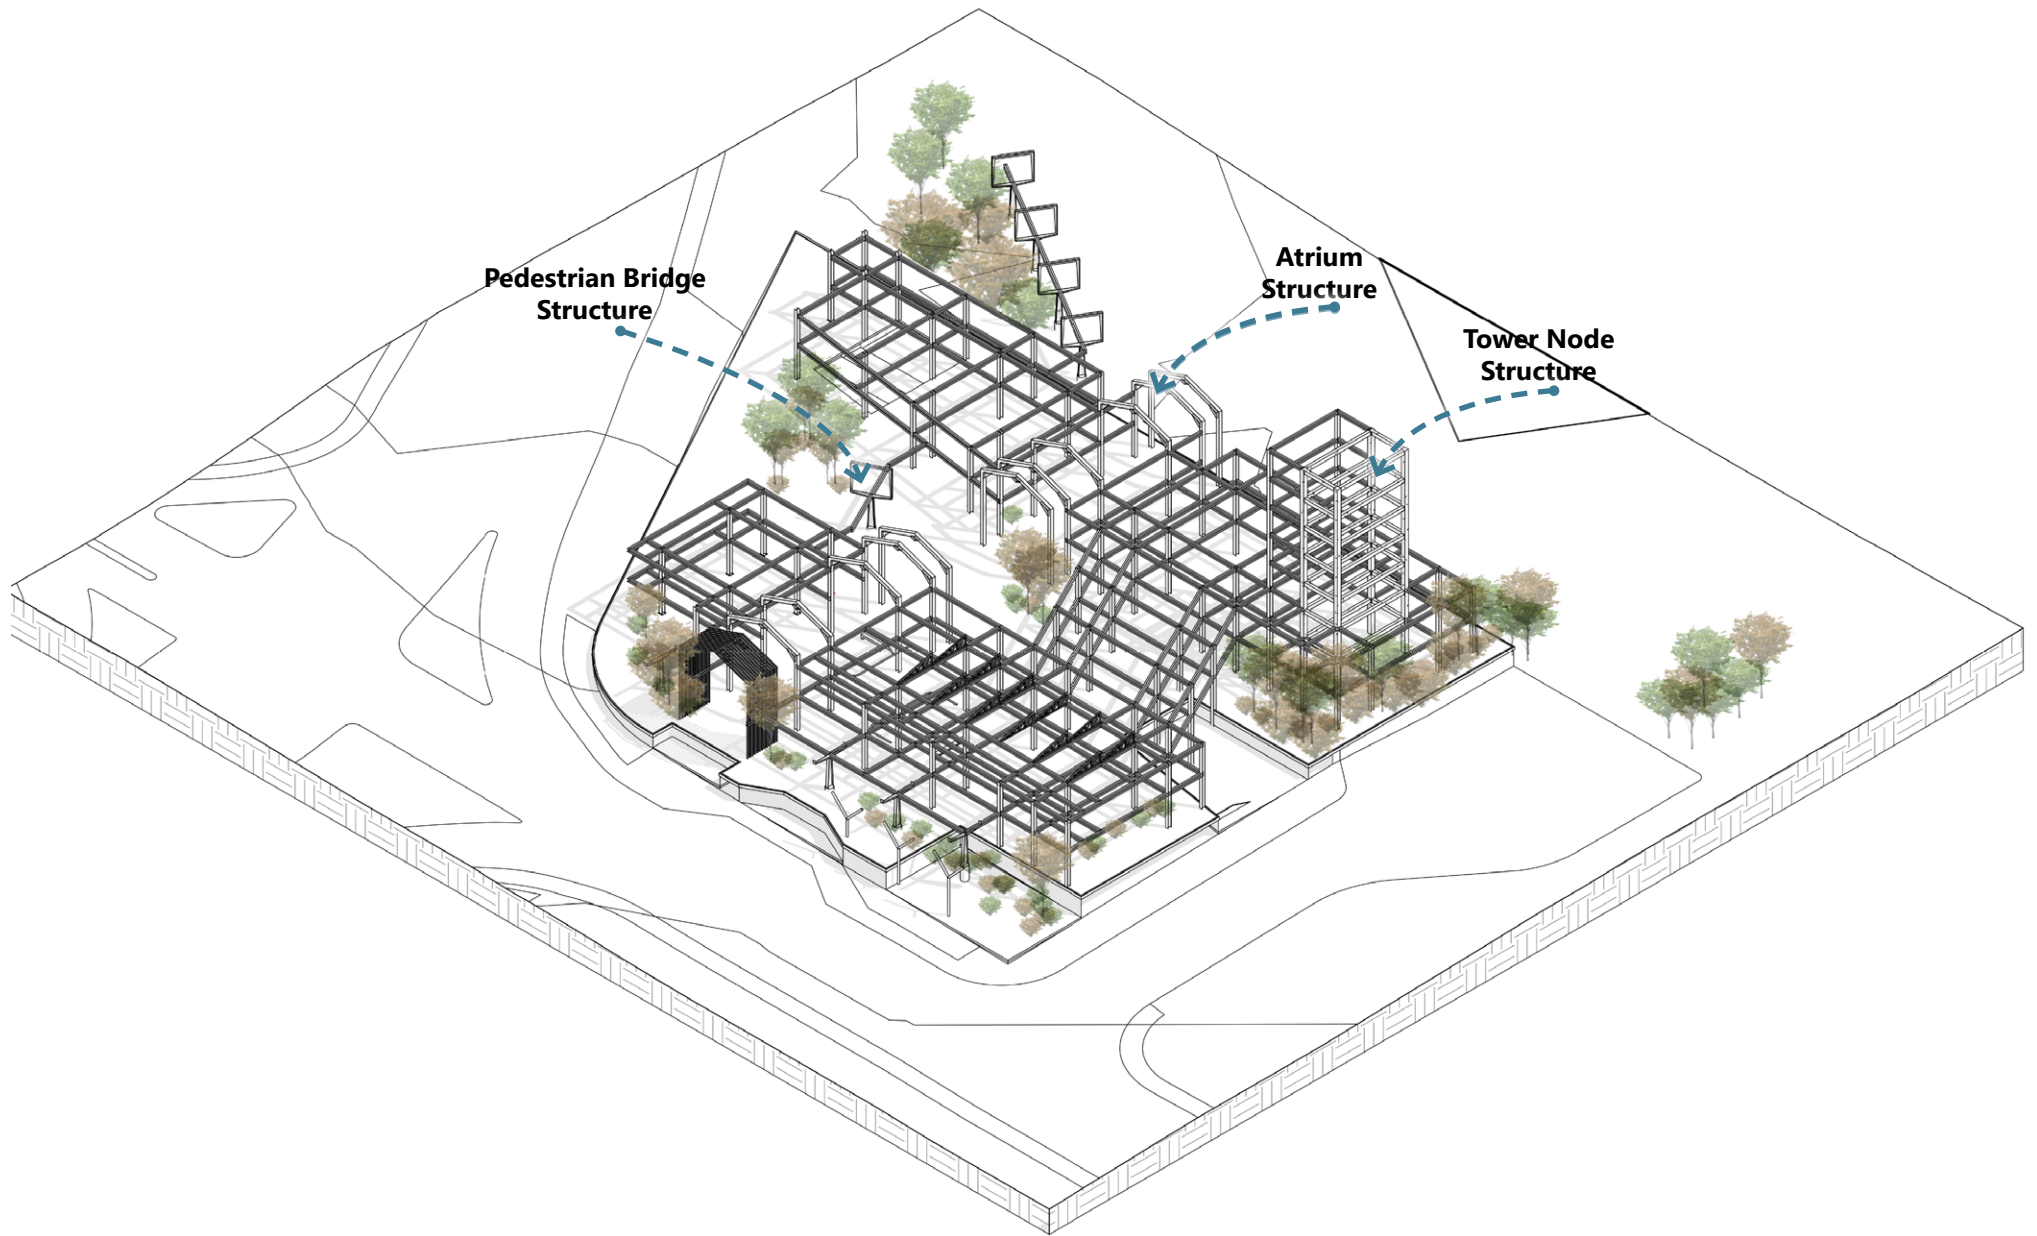 Pedestrian Bridge
Structure
Atrium
Structure
Tower Node
Structure